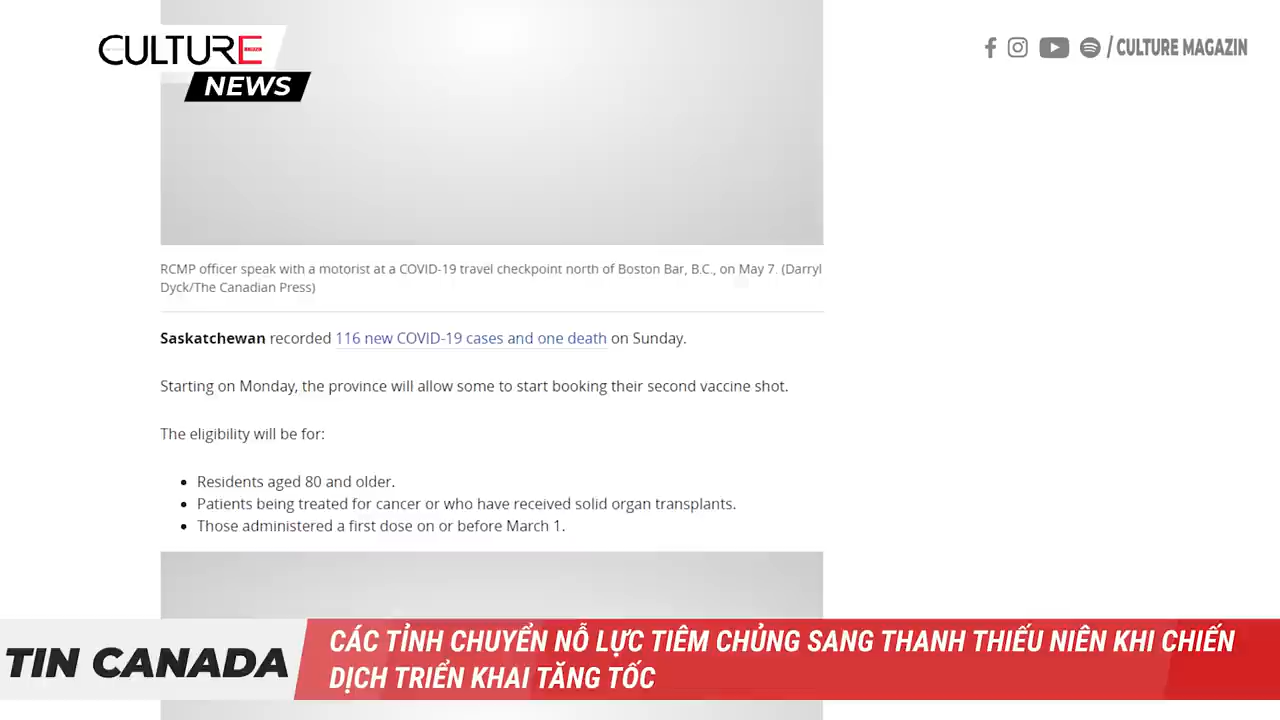 CULTURE
NEWS
/ CULTURE MAGAZIN
RCMP officer speak with a motorist at a COVID-19 travel checkpoint north of Boston Bar, B.C., on May 7. (Darryl
Dyck/The Canadian Press)
Saskatchewan recorded 116 new COVID-19 cases and one death on Sunday.
Starting on Monday, the province will allow some to start booking their second vaccine shot.
The eligibility will be for:
• Residents aged 80 and older.
• Patients being treated for cancer or who have received solid organ transplants.
• Those administered a first dose on or before March 1.
TIN CANADA
CÁC TỈNH CHUYỂN NỖ LỰC TIÊM CHỦNG SANG THANH THIẾU NIÊN KHI CHIẾN
DỊCH TRIỂN KHAI TĂNG TỐC